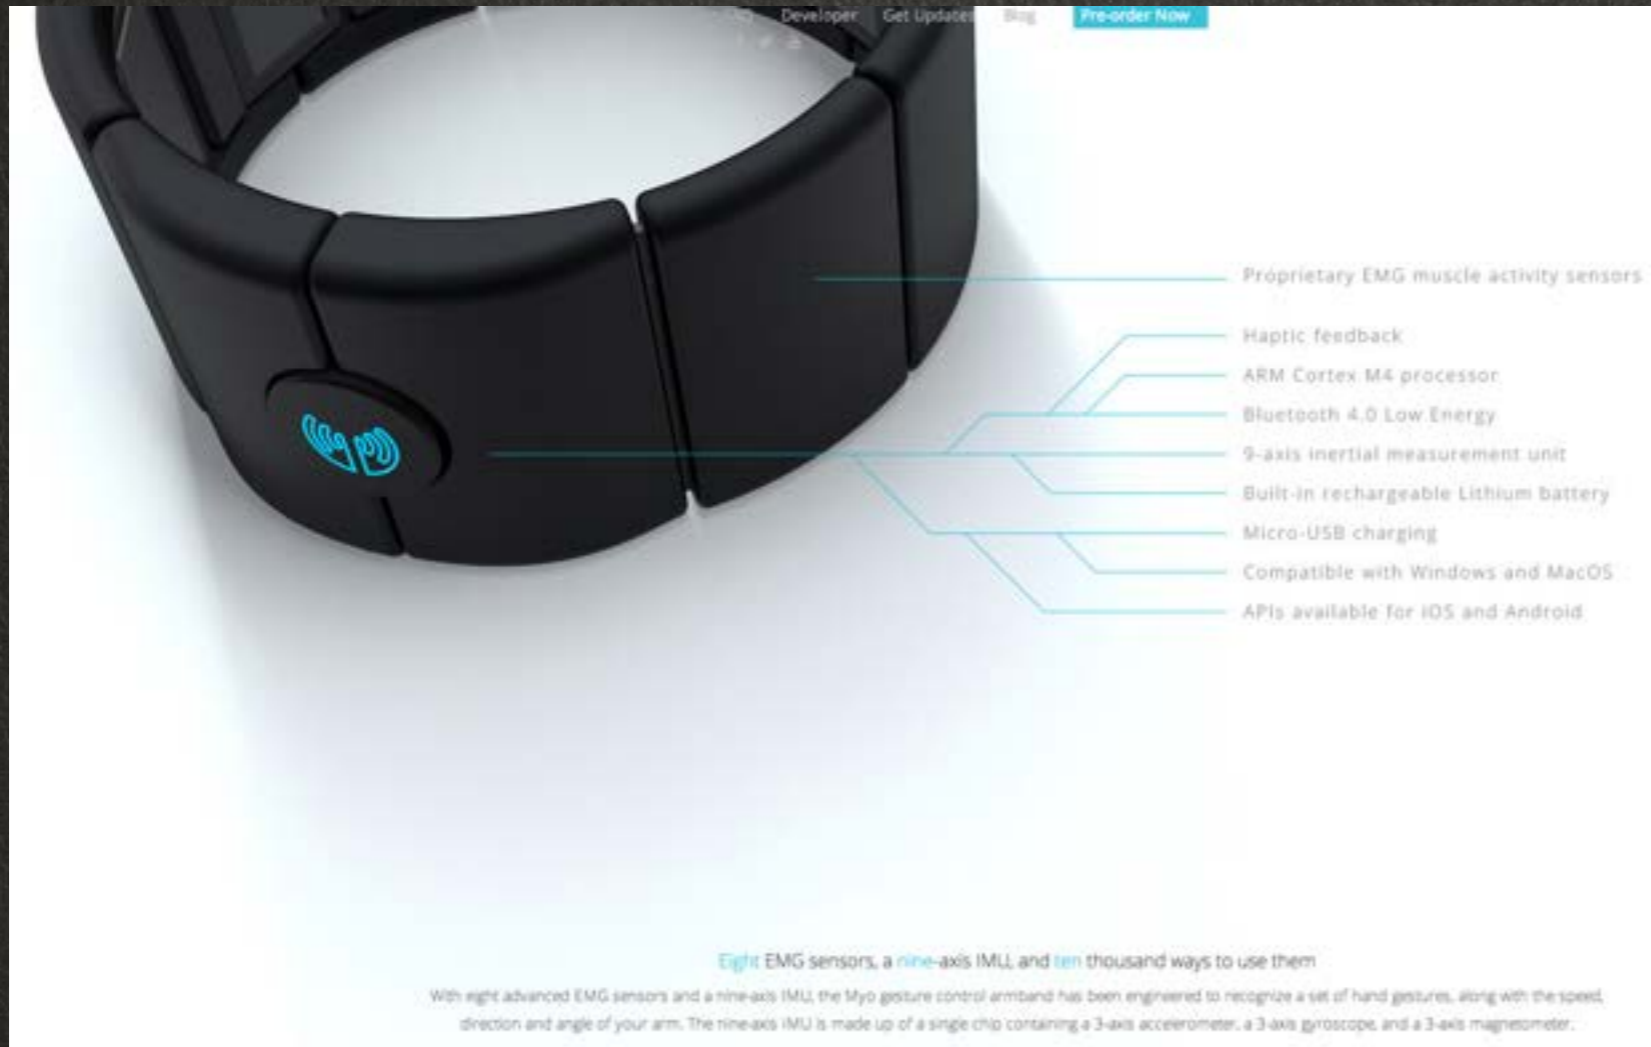 Developer Get Updates Blog Pre-order Now
Proprietary EMG muscle activity sensors
Haptic feedback
ARM Cortex M4 processor
Bluetooth 4.0 Low Energy
9-axis inertial measurement unit
Built-in rechargeable Lithium battery
Micro-USB charging
Compatible with Windows and MacOS
APIs available for iOS and Android
Eight EMG sensors, a nine-axis IMU, and ten thousand ways to use them
With eight advanced EMG sensors and a nine-axis IMU, the Myo gesture control armband has been engineered to recognize a set of hand gestures, along with the speed,
direction and angle of your arm. The nine-axis IMU is made up of a single chip containing a 3-axis accelerometer, a 3-axis gyroscope, and a 3-axis magnetometer.